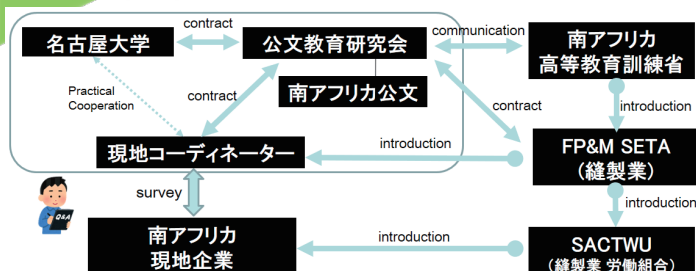 名古屋大学
contract
公文教育研究会
communication
南アフリカ
高等教育訓練省
Practical
Cooperation
contract
南アフリカ公文
contract
introduction
現地コーディネーター
introduction
FP&M SETA
(縫製業)
survey
Q&A
introduction
南アフリカ
現地企業
introduction
SACTWU
(縫製業 労働組合)